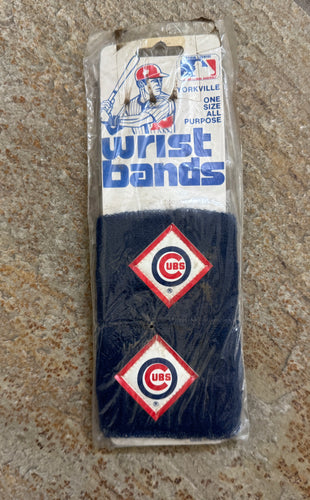 YORKVILLE
ONE
SIZE
ALL
PURPOSE
wrist
bands
CUBS
®
CUBS
®